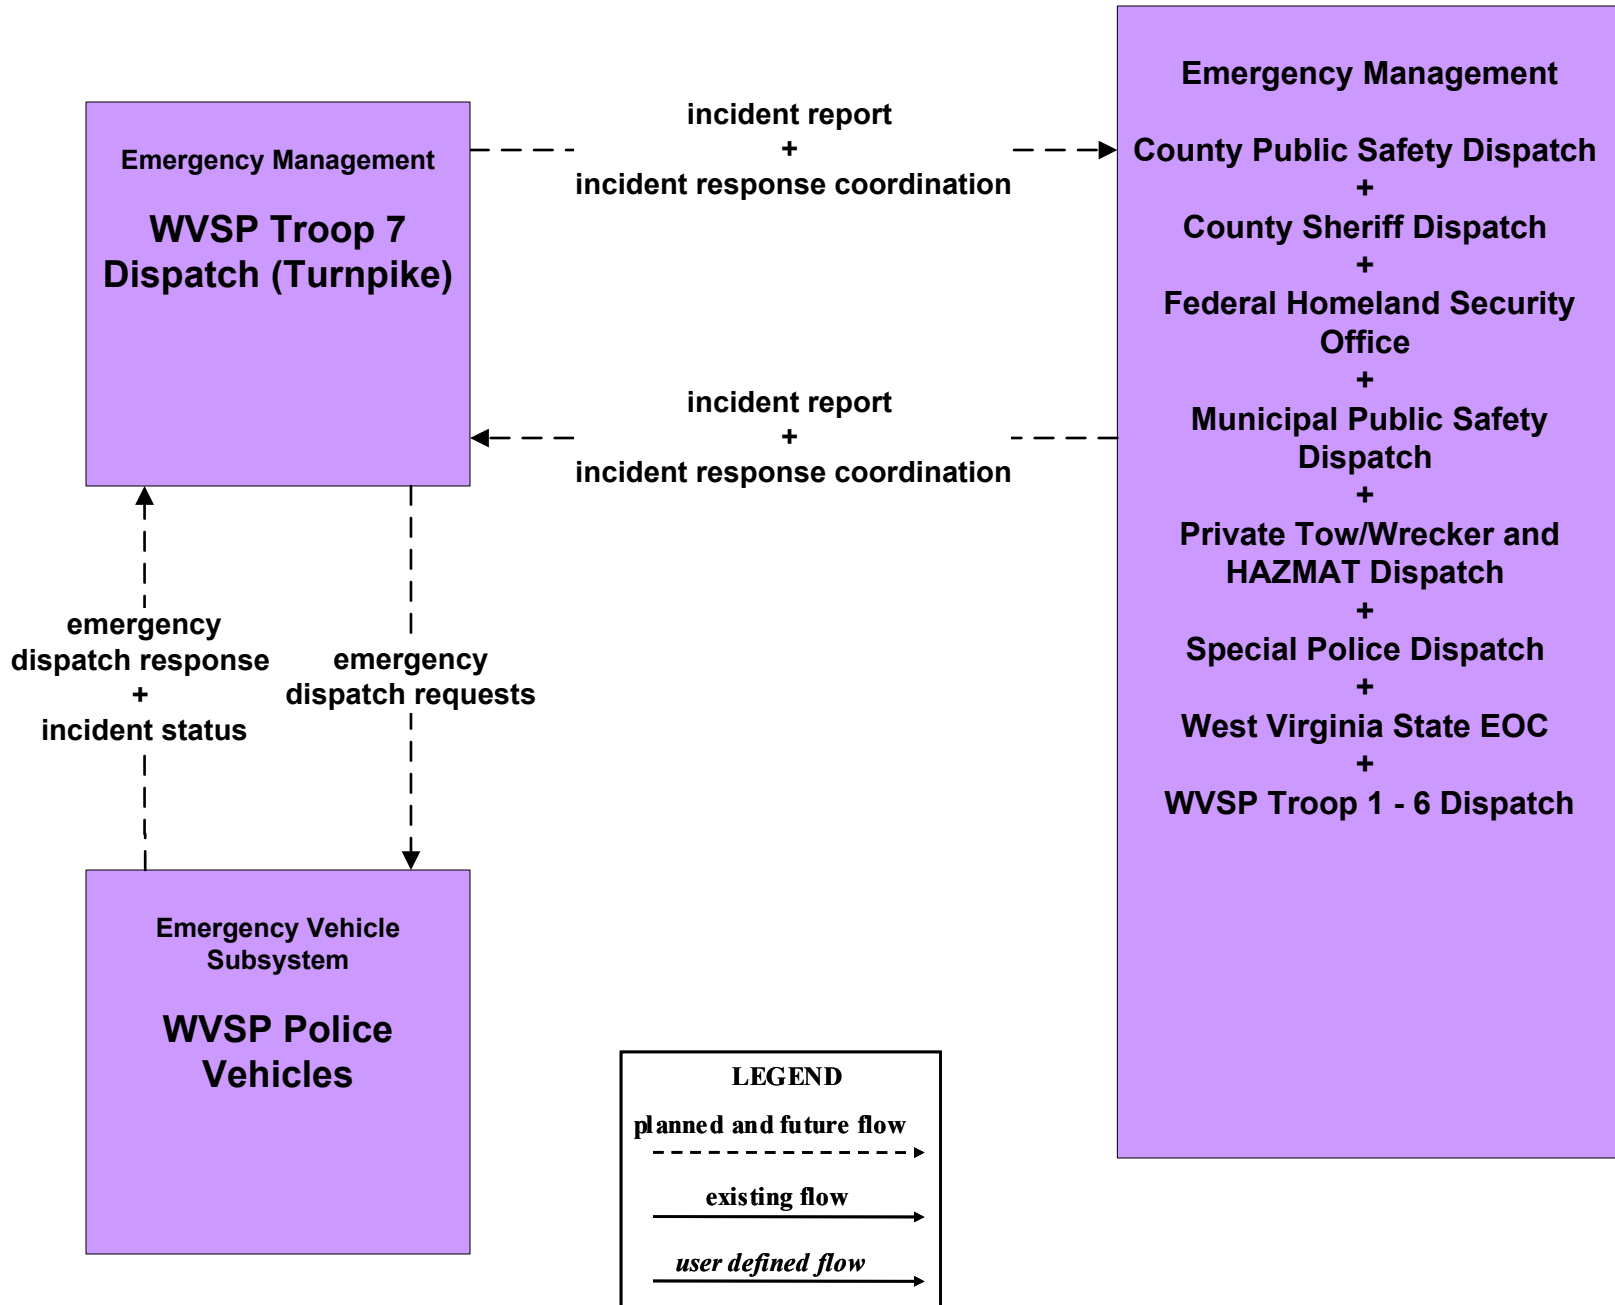 Emergency Management
WVSP Troop 7
Dispatch (Turnpike)
incident report
+
incident response coordination
incident report
+
incident response coordination
Emergency Management
County Public Safety Dispatch
+
County Sheriff Dispatch
+
Federal Homeland Security
Office
+
Municipal Public Safety
Dispatch
+
Private Tow/Wrecker and
HAZMAT Dispatch
+
Special Police Dispatch
+
West Virginia State EOC
+
WVSP Troop 1 - 6 Dispatch
emergency
dispatch response
+
incident status
emergency
dispatch requests
Emergency Vehicle
Subsystem
WVSP Police
Vehicles
LEGEND
planned and future flow
existing flow
user defined flow